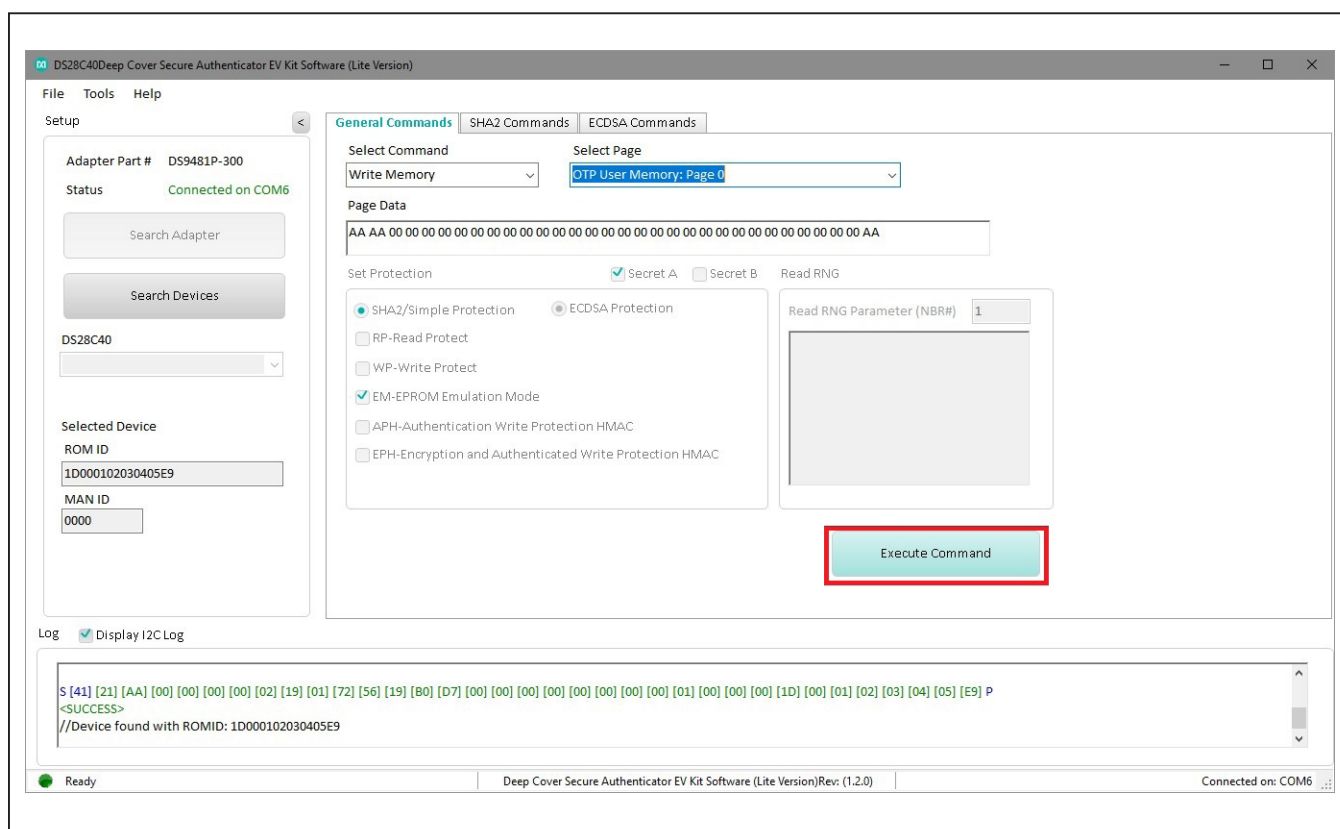 DS28C40Deep Cover Secure Authenticator EV Kit Software (Lite Version)
File Tools Help
Setup
<
Adapter Part # DS9481P-300
Status Connected on COM6
Search Adapter
Search Devices
DS28C40
Selected Device
ROM ID
1D000102030405E9
MAN ID
0000
General Commands SHA2 Commands ECDSA Commands
Select Command Select Page
Write Memory OTP User Memory: Page 0
Page Data
AA AA 00 00 00 00 00 00 00 00 00 00 00 00 00 00 00 00 00 00 00 00 00 00 00 00 00 00 00 00 00 AA
Set Protection Secret A Secret B Read RNG
SHA2/Simple Protection ECDSA Protection
RP-Read Protect
WP-Write Protect
EM-EPROM Emulation Mode
APH-Authentication Write Protection HMAC
EPH-Encryption and Authenticated Write Protection HMAC
Read RNG Parameter (NBR#) 1
Execute Command
Log Display I2C Log
S [41] [21] [AA] [00] [00] [00] [00] [02] [19] [01] [72] [56] [19] [B0] [D7] [00] [00] [00] [00] [00] [00] [00] [00] [01] [00] [00] [00] [1D] [00] [01] [02] [03] [04] [05] [E9] P
<SUCCESS>
//Device found with ROMID: 1D000102030405E9
Ready Deep Cover Secure Authenticator EV Kit Software (Lite Version)Rev: (1.2.0) Connected on: COM6